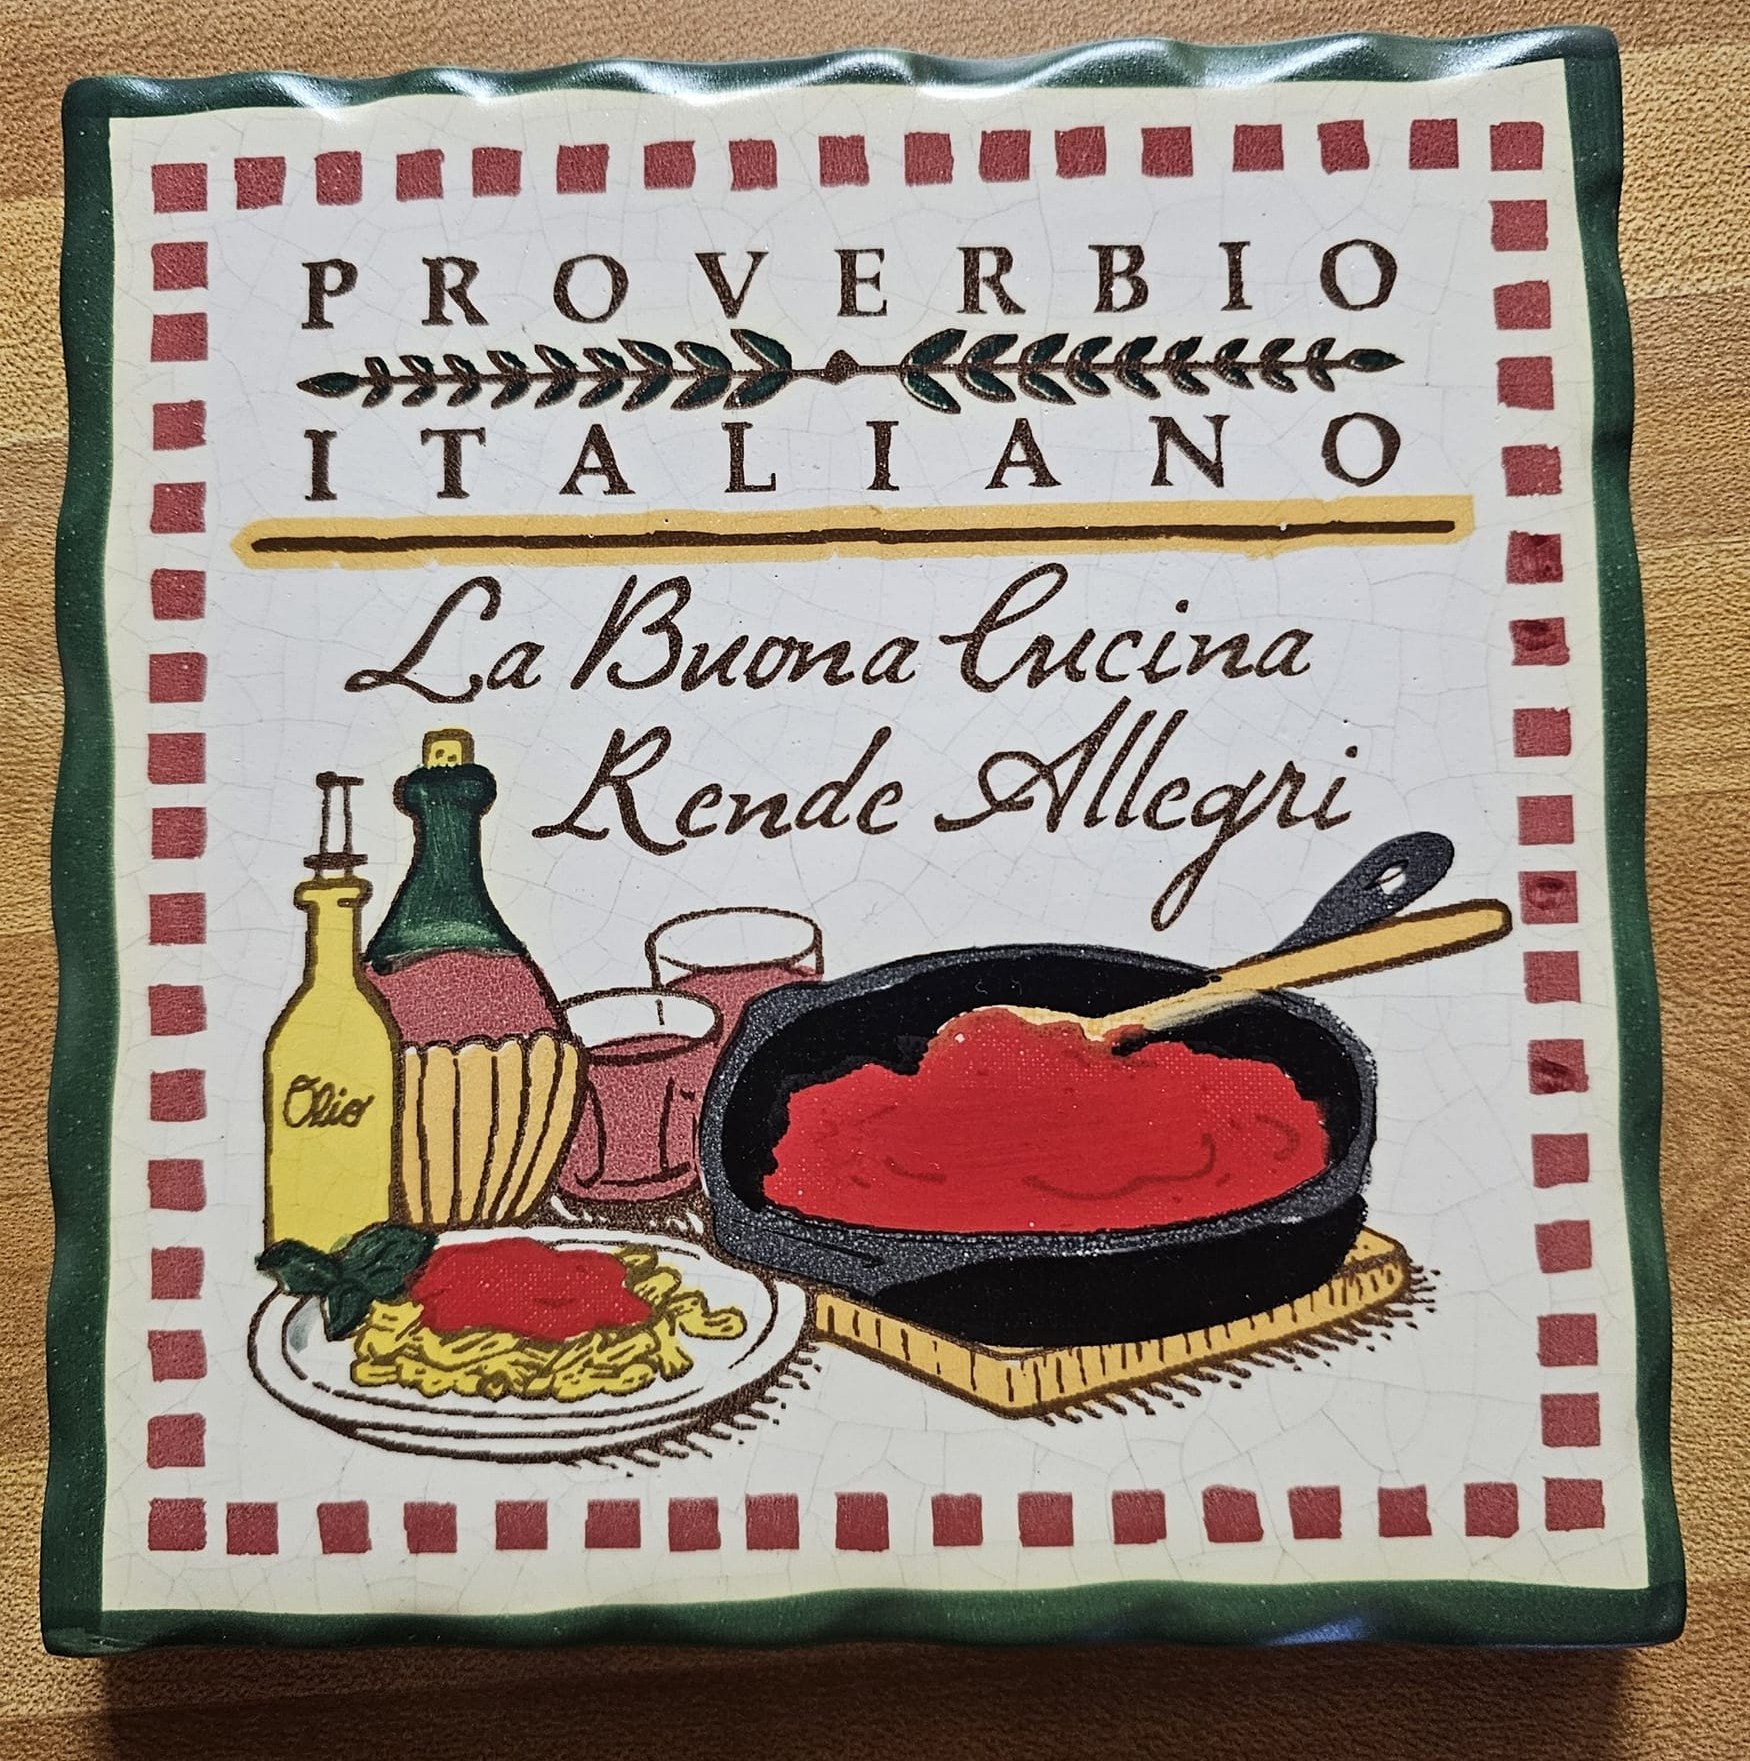 PROVERBIO
ITALIANO
La Buona Cucina
Rende Allegri
Olio